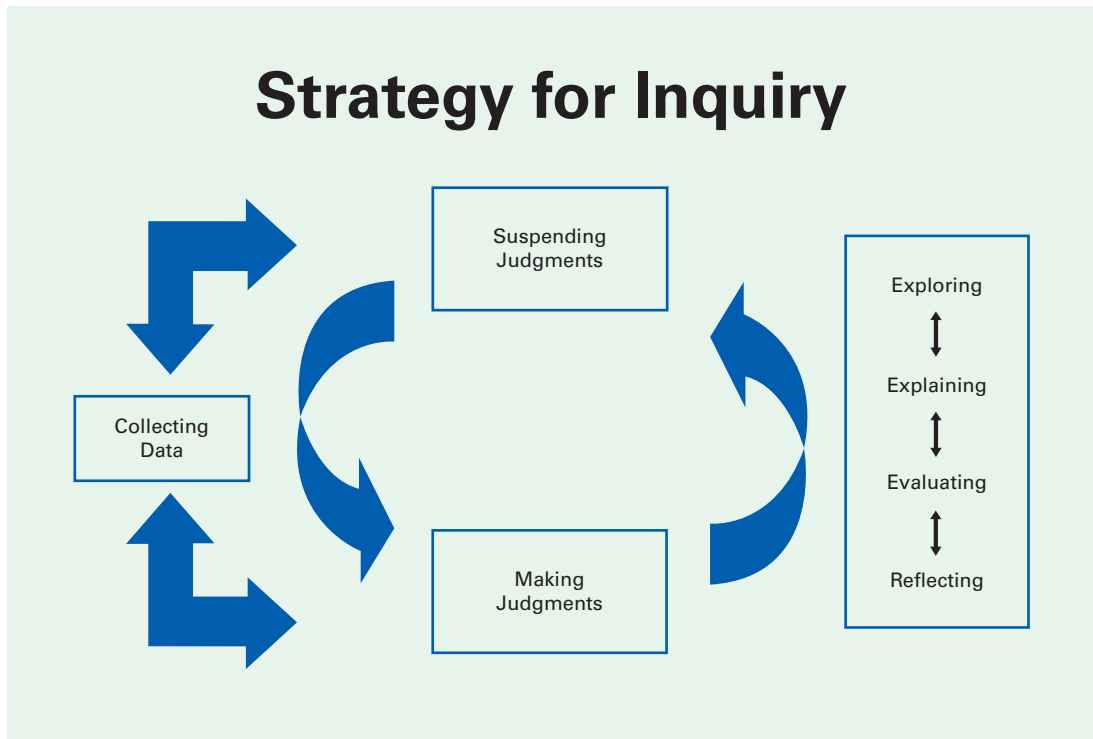 Strategy for Inquiry
Suspending
Judgments
Collecting
Data
Making
Judgments
Exploring
Explaining
Evaluating
Reflecting